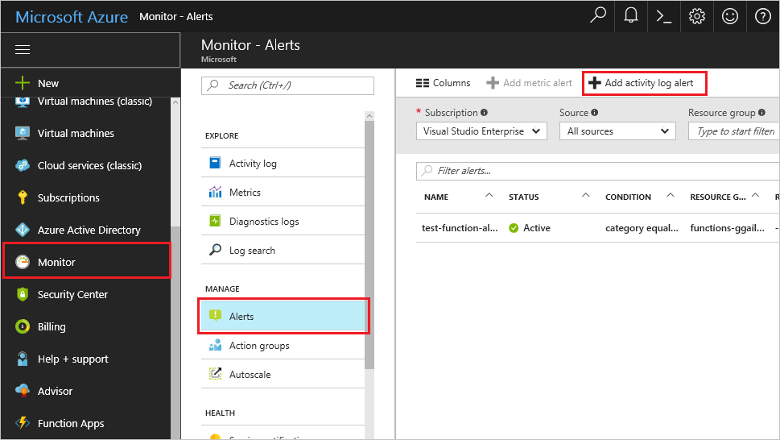 Microsoft Azure Monitor - Alerts
New
Virtual machines (classic)
Virtual machines
Cloud services (classic)
Subscriptions
Azure Active Directory
Monitor
Security Center
Billing
Help + support
Advisor
Function Apps
Monitor - Alerts
Microsoft
Search (Ctrl+/)
EXPLORE
Activity log
Metrics
Diagnostics logs
Log search
MANAGE
Alerts
Action groups
Autoscale
HEALTH
Columns Add metric alert Add activity log alert
* Subscription Source Resource group
Visual Studio Enterprise All sources Type to start filteri
Filter alerts...
NAME STATUS CONDITION RESOURCE G...
test-function-al... Active category equal... functions-ggail...